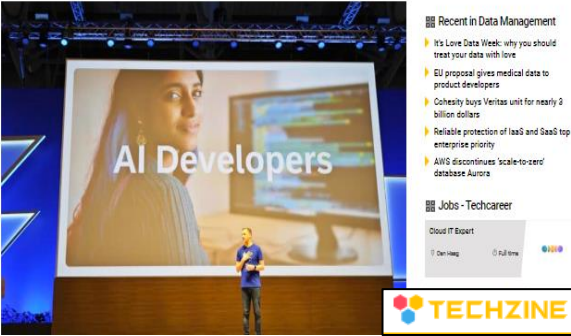 AI Developers
Recent in Data Management
It's Love Data Week: why you should
treat your data with love
EU proposal gives medical data to
product developers
Cohesity buys Veritas unit for nearly 3
billion dollars
Reliable protection of IaaS and SaaS top
enterprise priority
AWS discontinues 'scale-to-zero'
database Aurora
Jobs - Techcareer
Cloud IT Expert
Den Haag
Full time
TECHZINE